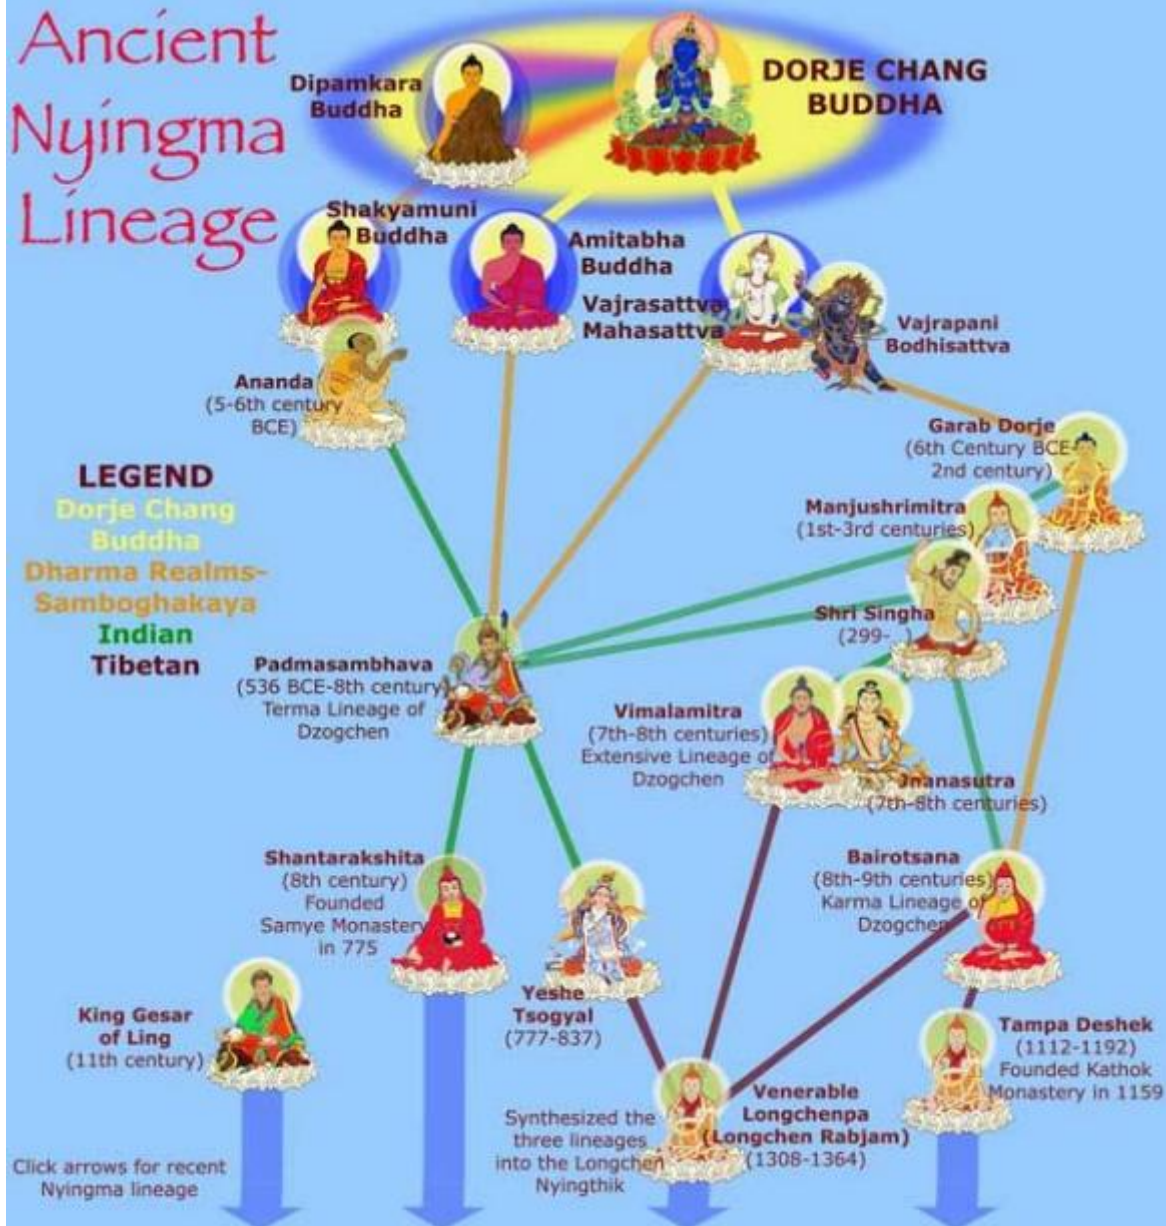 Ancient
Nyingma
Lineage
Dipamkara
Buddha
DORJE CHANG
BUDDHA
Shakyamuni
Buddha
Amitabha
Buddha
Vajrasattva
Mahasattva
Vajrapani
Bodhisattva
Ananda
(5-6th century
BCE)
Garab Dorje
(6th Century BCE-
2nd century)
LEGEND
Dorje Chang
Buddha
Dharma Realms-
Samboghakaya
Indian
Tibetan
Manjushrimitra
(1st-3rd centuries)
Shri Singha
(299-  )
Padmasambhava
(536 BCE-8th century)
Terma Lineage of
Dzogchen
Vimalamitra
(7th-8th centuries)
Extensive Lineage of
Dzogchen
Jnanasutra
(7th-8th centuries)
Shantarakshita
(8th century)
Founded
Samye Monastery
in 775
Bairotsana
(8th-9th centuries)
Karma Lineage of
Dzogchen
Yeshe
Tsogyal
(777-837)
King Gesar
of Ling
(11th century)
Tampa Deshek
(1112-1192)
Founded Kathok
Monastery in 1159
Synthesized the
three lineages
into the Longchen
Nyingthik
Venerable
Longchenpa
(Longchen Rabjam)
(1308-1364)
Click arrows for recent
Nyingma lineage